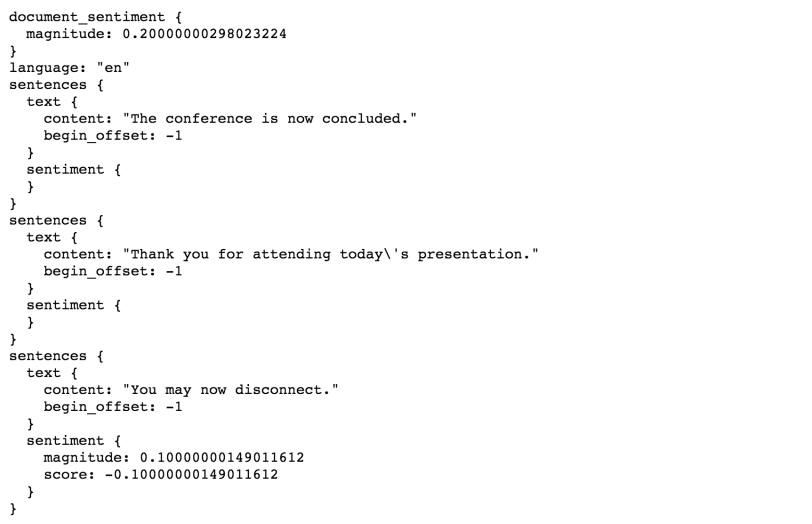 document_sentiment {
  magnitude: 0.20000000298023224
}
language: "en"
sentences {
  text {
    content: "The conference is now concluded."
    begin_offset: -1
  }
  sentiment {
  }
}
sentences {
  text {
    content: "Thank you for attending today\'s presentation."
    begin_offset: -1
  }
  sentiment {
  }
}
sentences {
  text {
    content: "You may now disconnect."
    begin_offset: -1
  }
  sentiment {
    magnitude: 0.10000000149011612
    score: -0.10000000149011612
  }
}